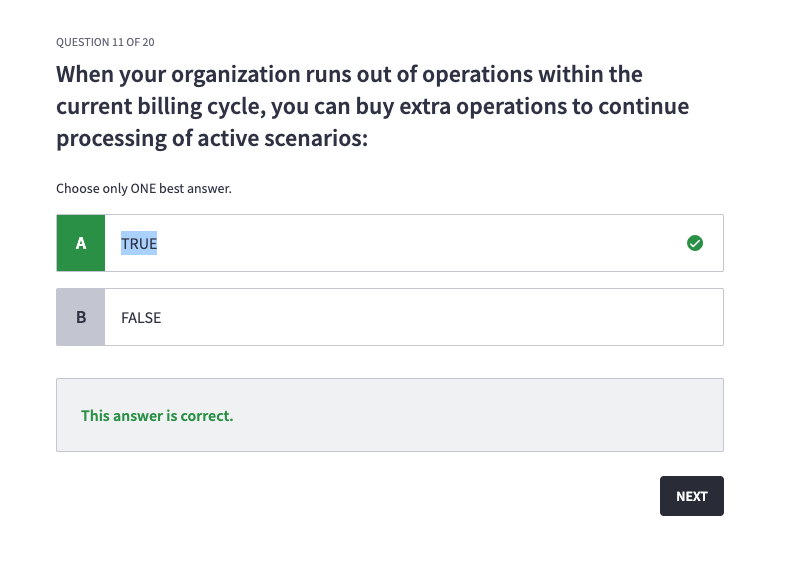 QUESTION 11 OF 20
When your organization runs out of operations within the
current billing cycle, you can buy extra operations to continue
processing of active scenarios:
Choose only ONE best answer.
A TRUE
B FALSE
This answer is correct.
NEXT